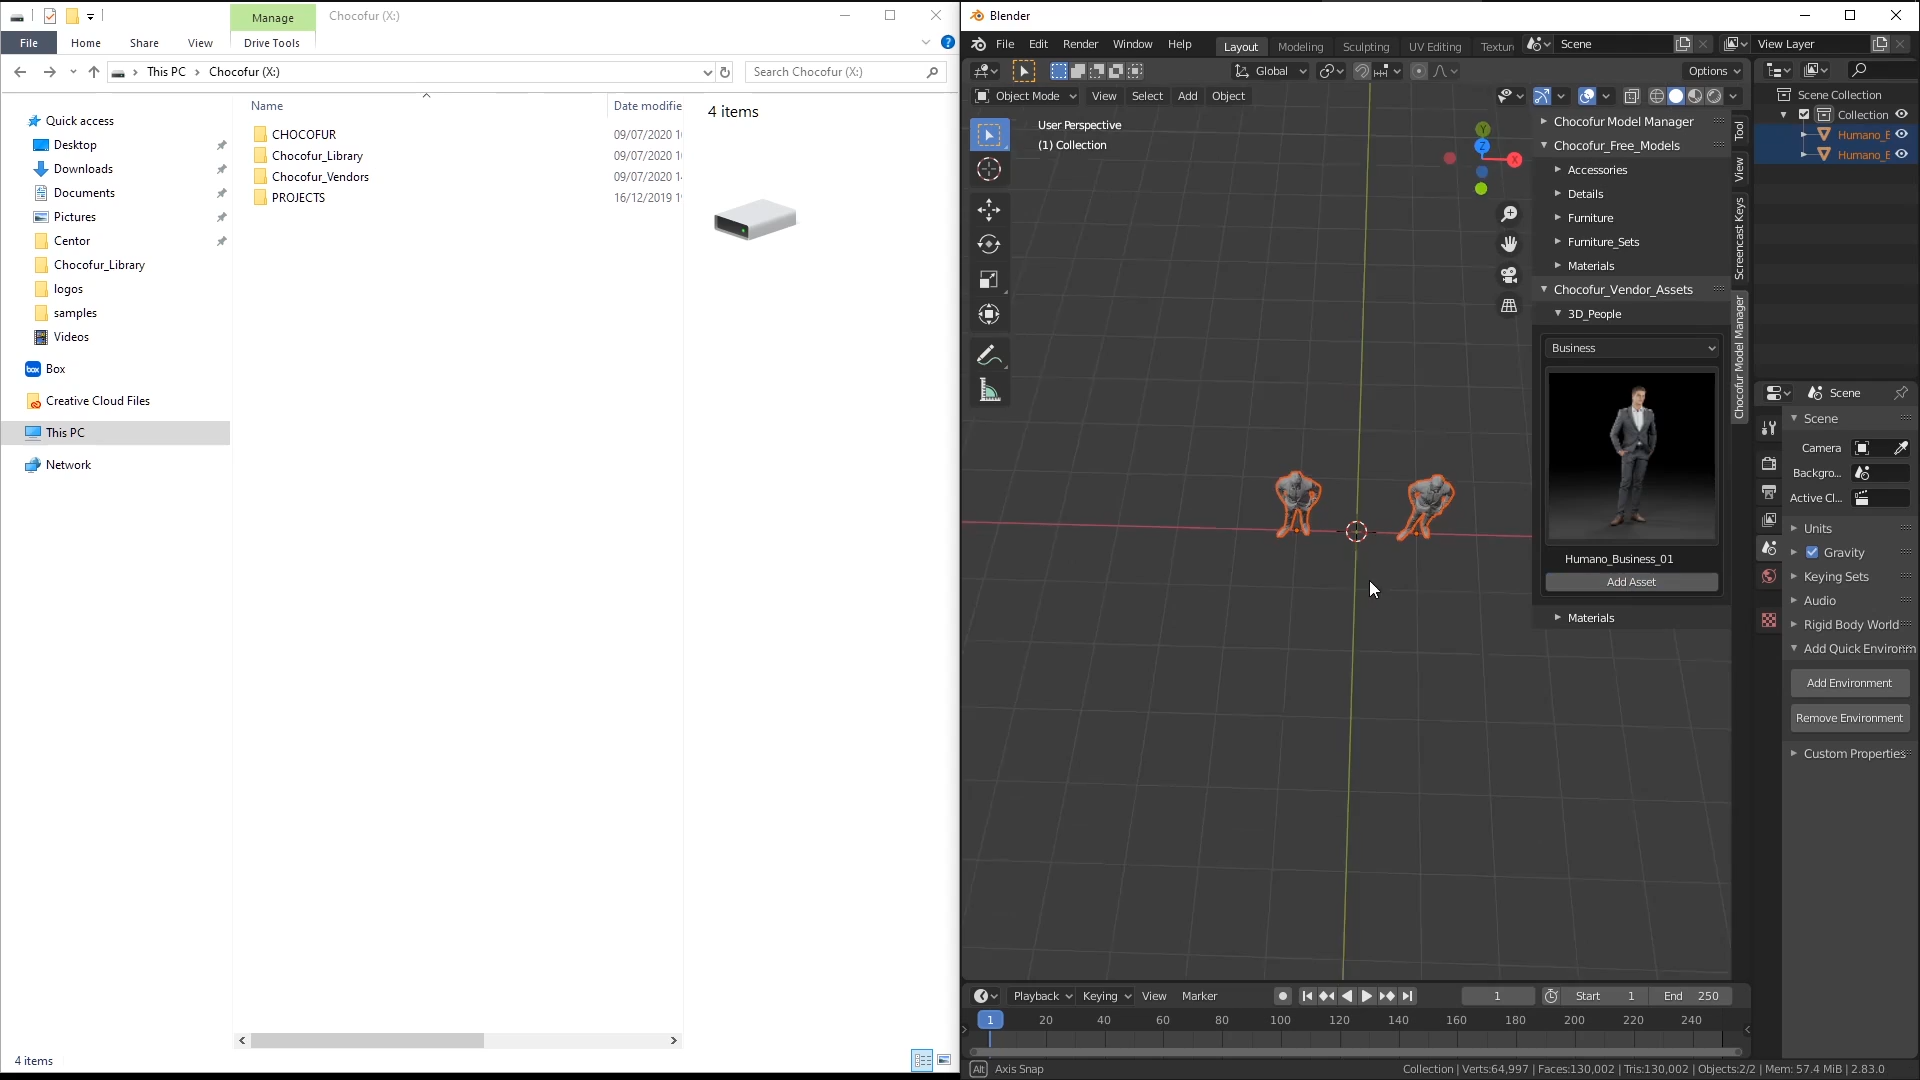 Manage
Chocofur (X:)
File
Home
Share
View
Drive Tools
This PC
Chocofur (X:)
Search Chocofur (X:)
Quick access
Desktop
Downloads
Documents
Pictures
Centor
Chocofur_Library
logos
samples
Videos
Box
Creative Cloud Files
This PC
Network
Name
Date modifie
CHOCOFUR
09/07/2020 1
Chocofur_Library
09/07/2020 1
Chocofur_Vendors
09/07/2020 1
PROJECTS
16/12/2019 1
4 items
4 items
Blender
File
Edit
Render
Window
Help
Layout
Modeling
Sculpting
UV Editing
Textur
Scene
View Layer
Global
Options
Object Mode
View
Select
Add
Object
User Perspective
(1) Collection
Y
Z
X
Chocofur Model Manager
Chocofur_Free_Models
Accessories
Details
Furniture
Furniture_Sets
Materials
Chocofur_Vendor_Assets
3D_People
Business
Humano_Business_01
Add Asset
Materials
Tool
View
Screencast Keys
Chocofur Model Manager
Scene Collection
Collection
Humano_B
Humano_B
Scene
Scene
Camera
Backgro...
Active Cl...
Units
Gravity
Keying Sets
Audio
Rigid Body World
Add Quick Environm
Add Environment
Remove Environment
Custom Properties
Playback
Keying
View
Marker
1
Start 1
End 250
1
20
40
60
80
100
120
140
160
180
200
220
240
Alt
Axis Snap
Collection | Verts:64,997 | Faces:130,002 | Tris:130,002 | Objects:2/2 | Mem: 57.4 MiB | 2.83.0